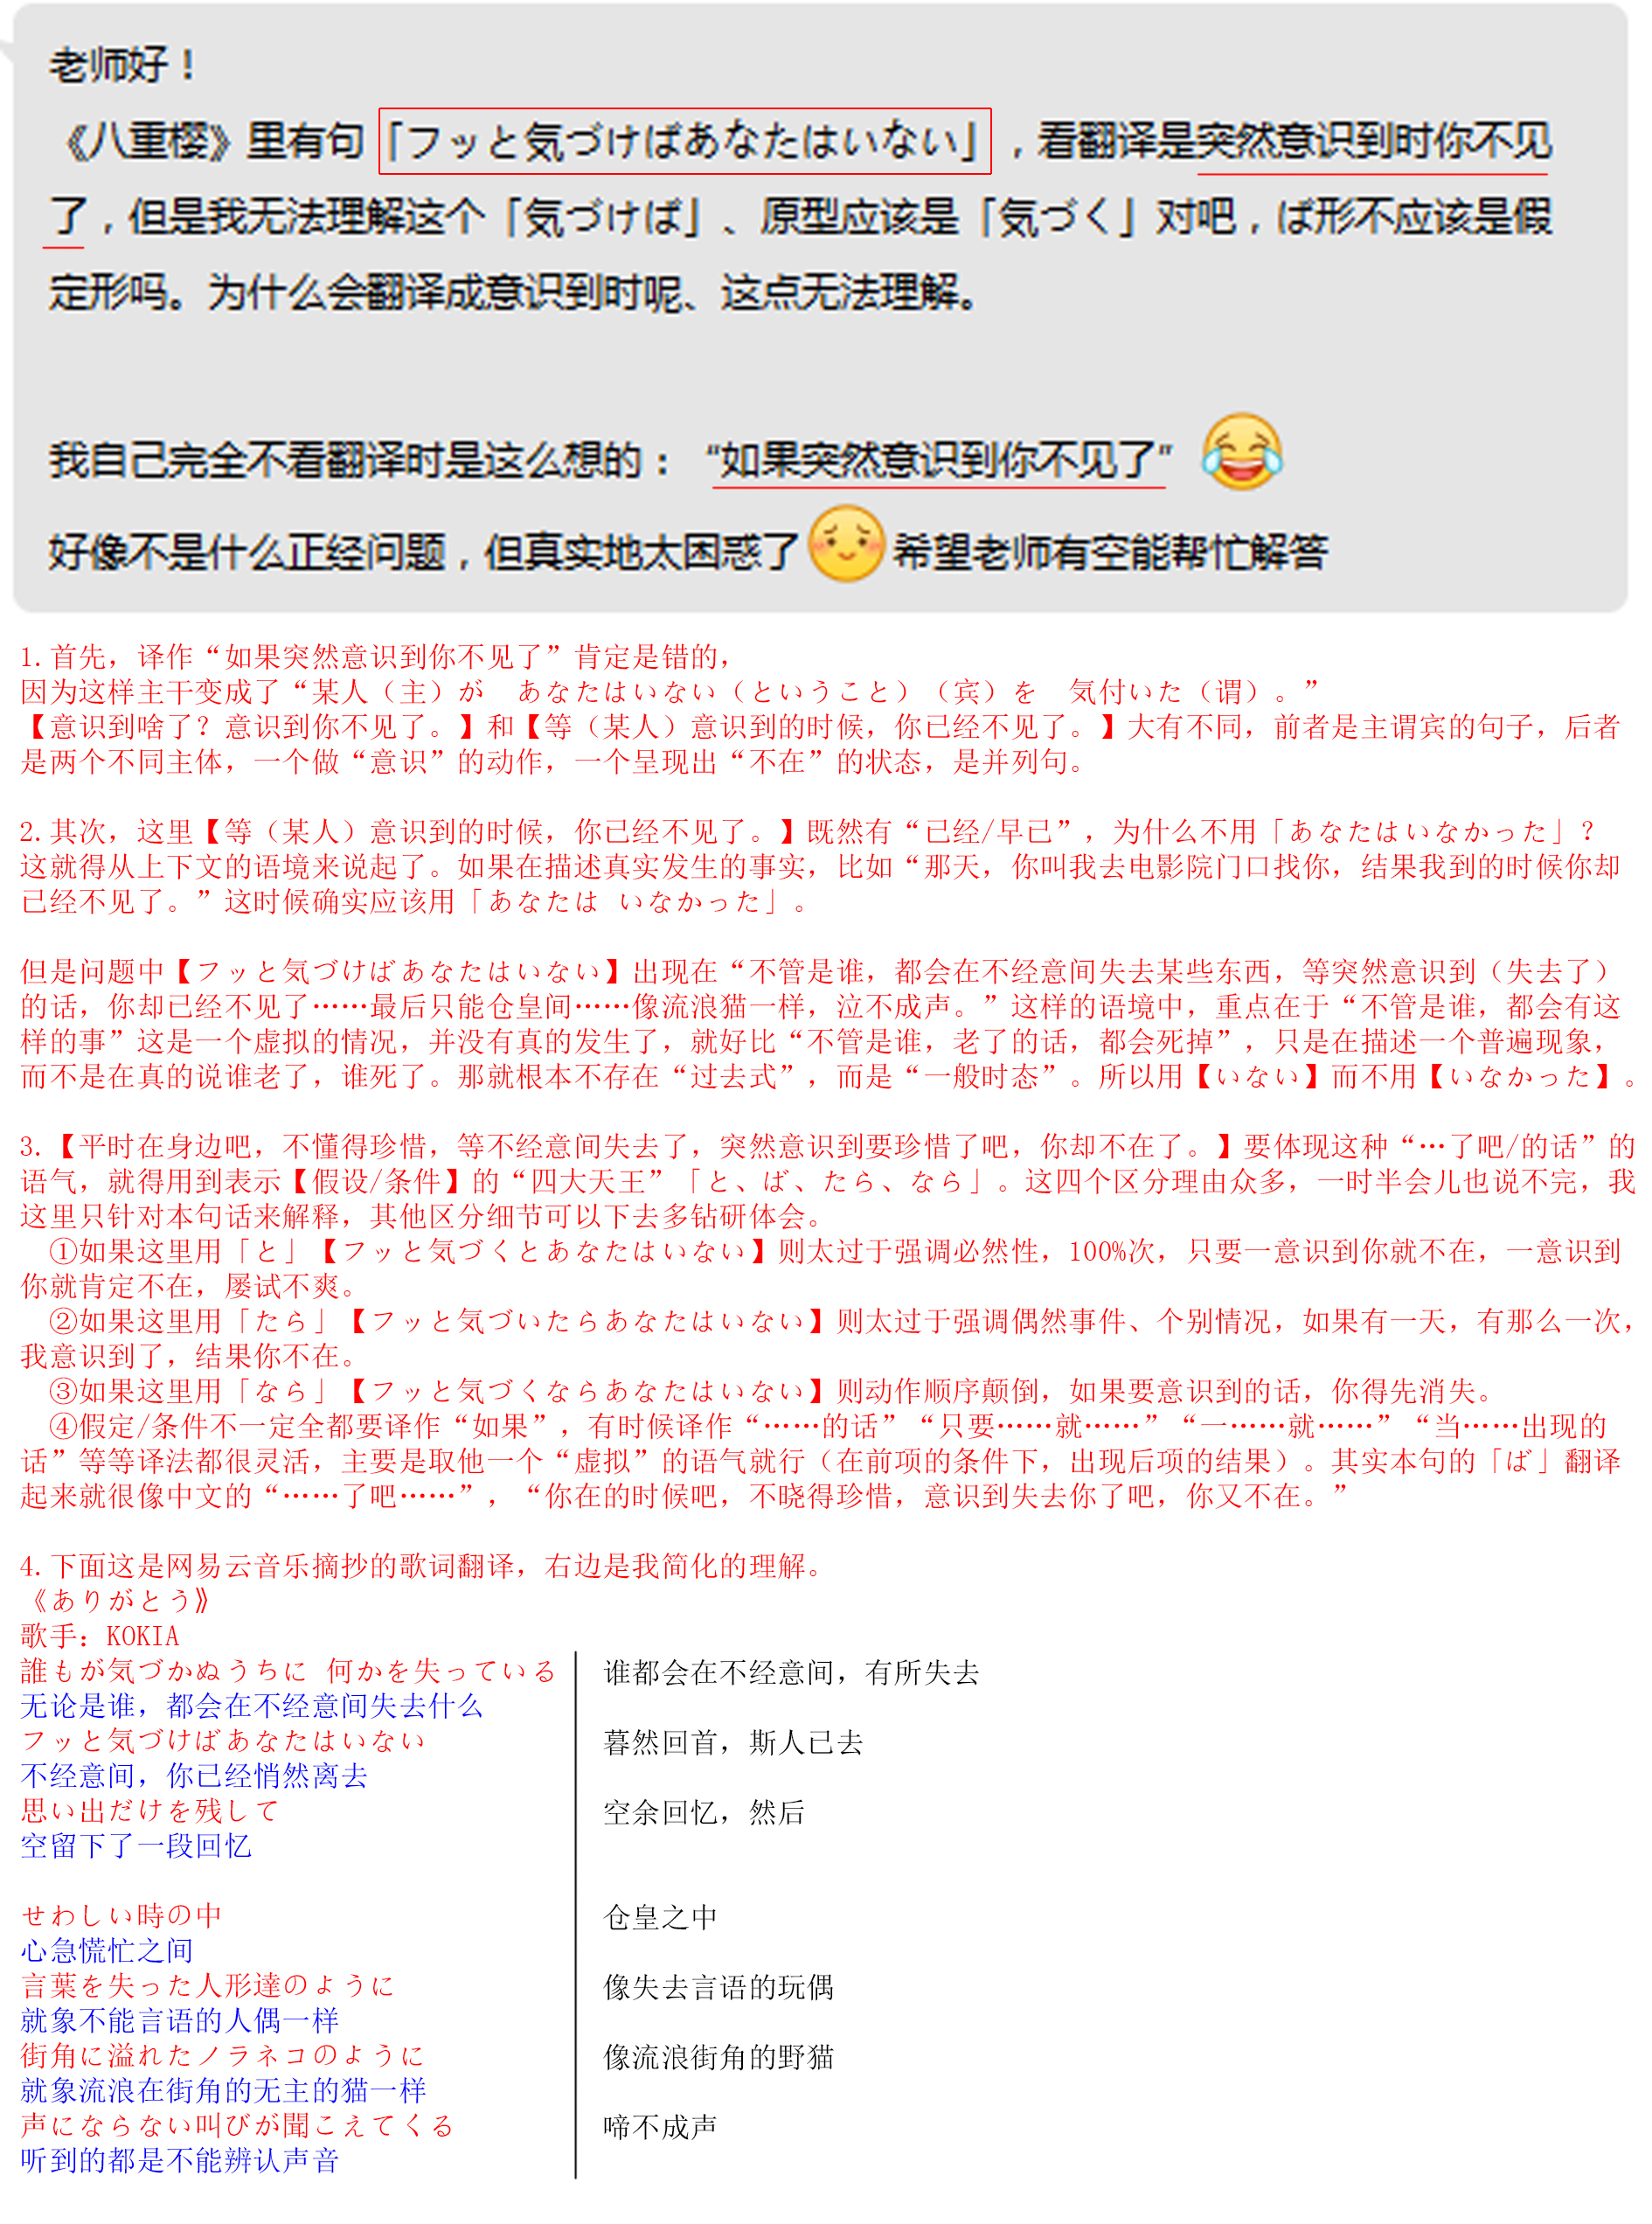 老师好！
《八重樱》里有句「フッと気づけばあなたはいない」，看翻译是突然意识到时你不见
了，但是我无法理解这个「気づけば」、原型应该是「気づく」对吧，ば形不应该是假
定形吗。为什么会翻译成意识到时呢、这点无法理解。
我自己完全不看翻译时是这么想的：“如果突然意识到你不见了”
好像不是什么正经问题，但真实地太困惑了 希望老师有空能帮忙解答
1.首先，译作“如果突然意识到你不见了”肯定是错的，
因为这样主干变成了“某人（主）が　あなたはいない（ということ）（宾）を　気付いた（谓）。”
【意识到啥了？意识到你不见了。】和【等（某人）意识到的时候，你已经不见了。】大有不同，前者是主谓宾的句子，后者
是两个不同主体，一个做“意识”的动作，一个呈现出“不在”的状态，是并列句。
2.其次，这里【等（某人）意识到的时候，你已经不见了。】既然有“已经/早已”，为什么不用「あなたはいなかった」？
这就得从上下文的语境来说起了。如果在描述真实发生的事实，比如“那天，你叫我去电影院门口找你，结果我到的时候你却
已经不见了。”这时候确实应该用「あなたは いなかった」。
但是问题中【フッと気づけばあなたはいない】出现在“不管是谁，都会在不经意间失去某些东西，等突然意识到（失去了）
的话，你却已经不见了……最后只能仓皇间……像流浪猫一样，泣不成声。”这样的语境中，重点在于“不管是谁，都会有这
样的事”这是一个虚拟的情况，并没有真的发生了，就好比“不管是谁，老了的话，都会死掉”，只是在描述一个普遍现象，
而不是在真的说谁老了，谁死了。那就根本不存在“过去式”，而是“一般时态”。所以用【いない】而不用【いなかった】。
3.【平时在身边吧，不懂得珍惜，等不经意间失去了，突然意识到要珍惜了吧，你却不在了。】要体现这种“…了吧/的话”的
语气，就得用到表示【假设/条件】的“四大天王”「と、ば、たら、なら」。这四个区分理由众多，一时半会儿也说不完，我
这里只针对本句话来解释，其他区分细节可以下去多钻研体会。
①如果这里用「と」【フッと気づくとあなたはいない】则太过于强调必然性，100%次，只要一意识到你就不在，一意识到
你就肯定不在，屡试不爽。
②如果这里用「たら」【フッと気づいたらあなたはいない】则太过于强调偶然事件、个别情况，如果有一天，有那么一次，
我意识到了，结果你不在。
③如果这里用「なら」【フッと気づくならあなたはいない】则动作顺序颠倒，如果要意识到的话，你得先消失。
④假定/条件不一定全都要译作“如果”，有时候译作“……的话”“只要……就……”“一……就……”“当……出现的
话”等等译法都很灵活，主要是取他一个“虚拟”的语气就行（在前项的条件下，出现后项的结果）。其实本句的「ば」翻译
起来就很像中文的“……了吧……”，“你在的时候吧，不晓得珍惜，意识到失去你了吧，你又不在。”
4.下面这是网易云音乐摘抄的歌词翻译，右边是我简化的理解。
《ありがとう》
歌手：KOKIA
誰もが気づかぬうちに 何かを失っている
无论是谁，都会在不经意间失去什么
フッと気づけばあなたはいない
不经意间，你已经悄然离去
思い出だけを残して
空留下了一段回忆
せわしい時の中
心急慌忙之间
言葉を失った人形達のように
就象不能言语的人偶一样
街角に溢れたノラネコのように
就象流浪在街角的无主的猫一样
声にならない叫びが聞こえてくる
听到的都是不能辨认声音
谁都会在不经意间，有所失去
暮然回首，斯人已去
空余回忆，然后
仓皇之中
像失去言语的玩偶
像流浪街角的野猫
啼不成声